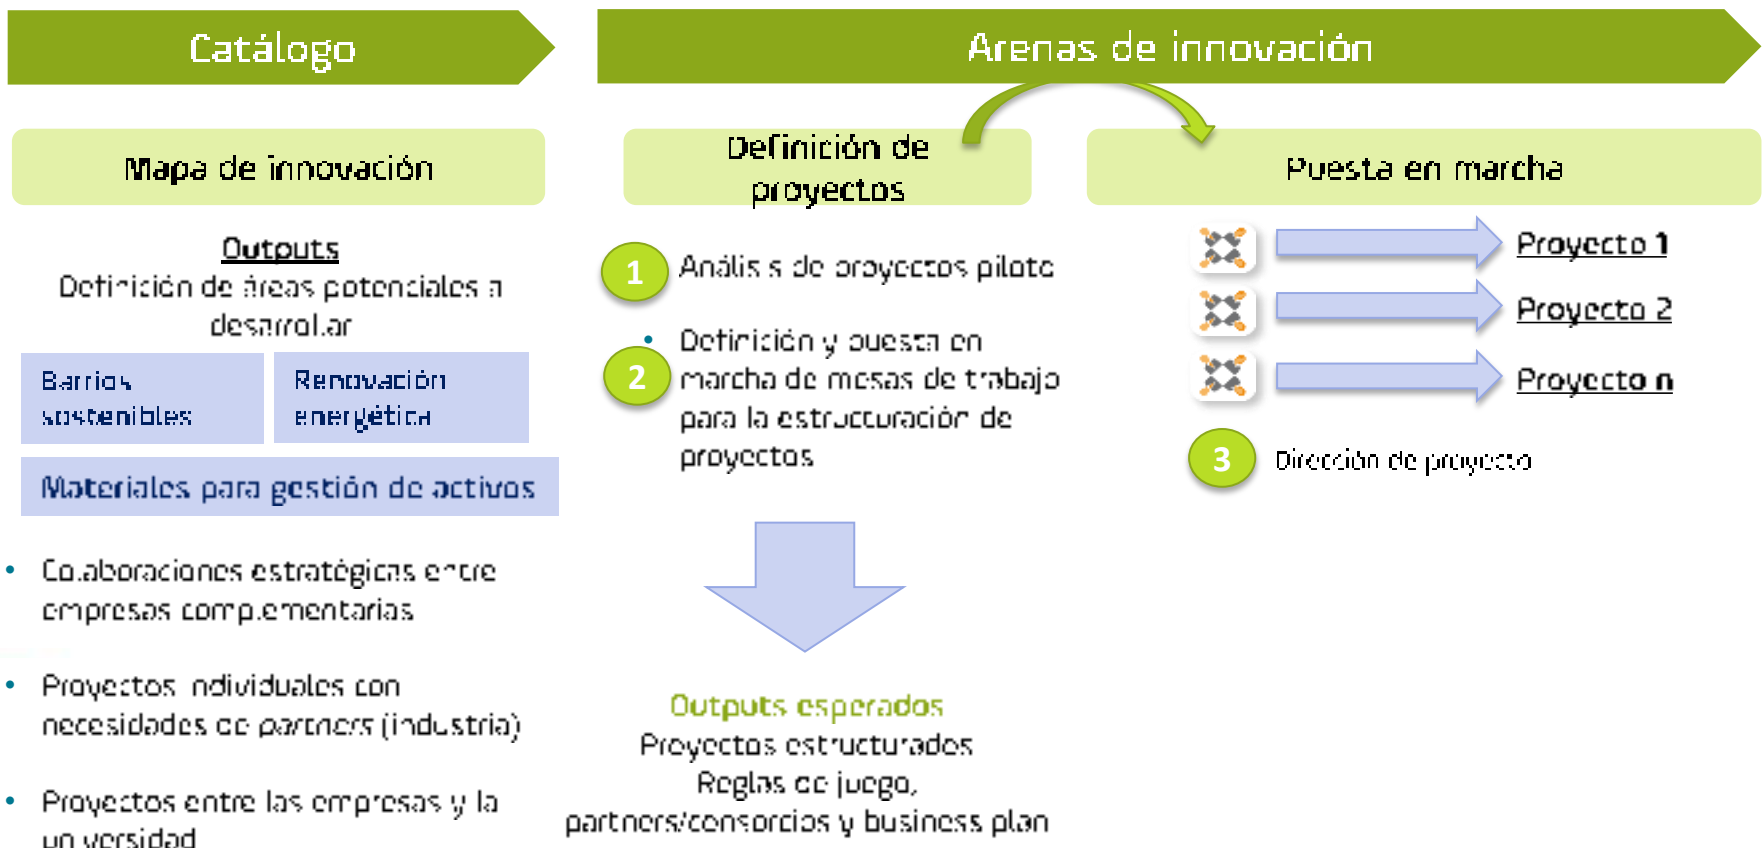 Catálogo
Mapa de innovación
Outputs
Definición de áreas potenciales a
desarrollar
Barrios
sostenibles
Renovación
energética
Materiales para gestión de activos
• Colaboraciones estratégicas entre
empresas complementarias
• Proyectos individuales con
necesidades de partners (industria)
• Proyectos entre las empresas y la
universidad
Arenas de innovación
Definición de
proyectos
1
Análisis de proyectos piloto
2
• Definición y puesta en
marcha de mesas de trabajo
para la estructuración de
proyectos
Outputs esperados
Proyectos estructurados
Reglas de juego,
partners/consorcios y business plan
Puesta en marcha
Proyecto 1
Proyecto 2
Proyecto n
3
Dirección de proyecto